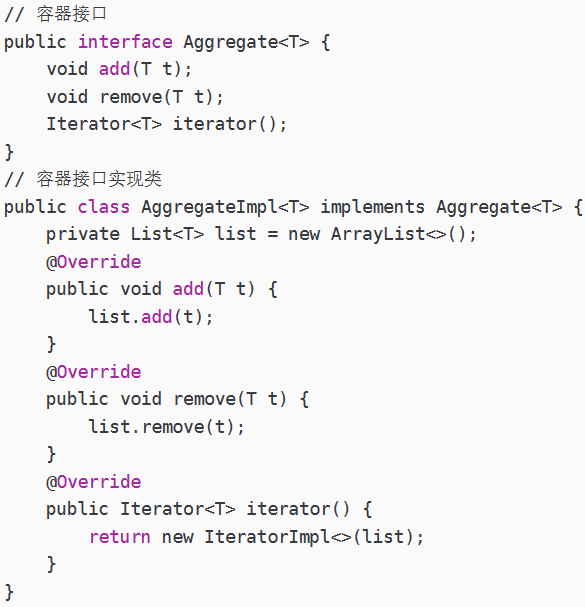 // 容器接口
public interface Aggregate<T> {
    void add(T t);
    void remove(T t);
    Iterator<T> iterator();
}
// 容器接口实现类
public class AggregateImpl<T> implements Aggregate<T> {
    private List<T> list = new ArrayList<>();
    @Override
    public void add(T t) {
        list.add(t);
    }
    @Override
    public void remove(T t) {
        list.remove(t);
    }
    @Override
    public Iterator<T> iterator() {
        return new IteratorImpl<>(list);
    }
}